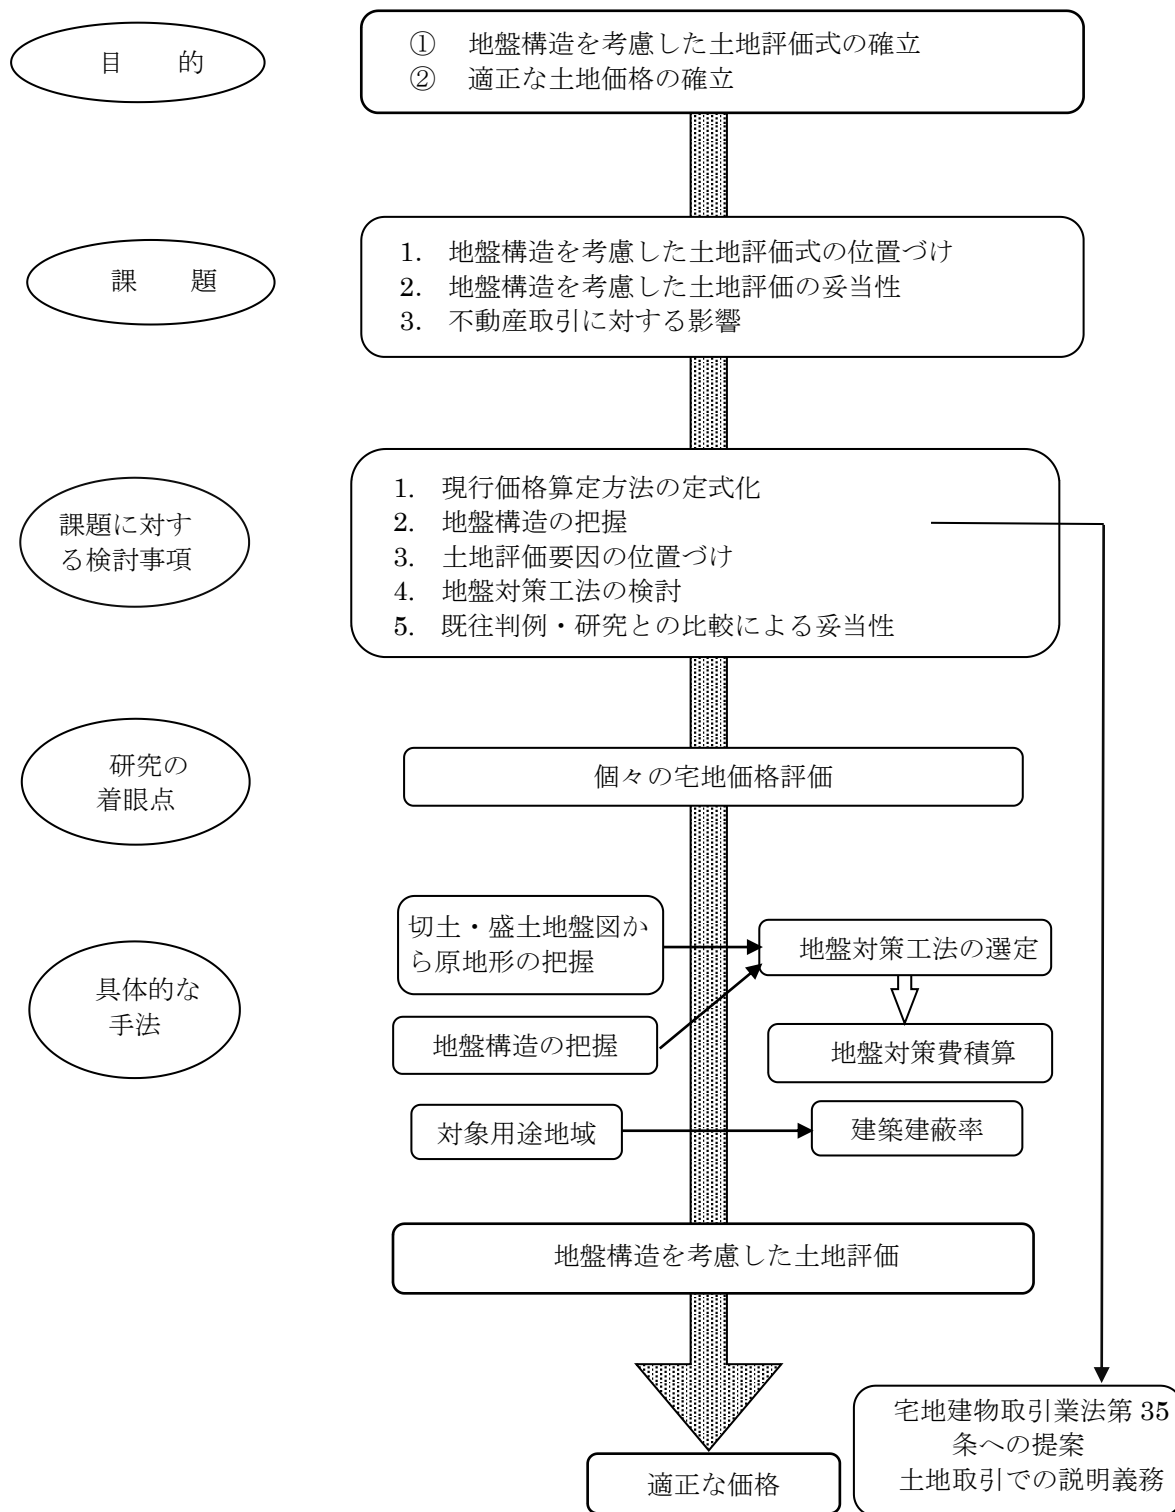 目　的
① 地盤構造を考慮した土地評価式の確立
② 適正な土地価格の確立
課　題
1. 地盤構造を考慮した土地評価式の位置づけ
2. 地盤構造を考慮した土地評価の妥当性
3. 不動産取引に対する影響
課題に対す
る検討事項
1. 現行価格算定方法の定式化
2. 地盤構造の把握
3. 土地評価要因の位置づけ
4. 地盤対策工法の検討
5. 既往判例・研究との比較による妥当性
研究の
着眼点
個々の宅地価格評価
具体的な
手法
切土・盛土地盤図か
ら原地形の把握
地盤対策工法の選定
地盤構造の把握
地盤対策費積算
対象用途地域
建築建蔽率
地盤構造を考慮した土地評価
適正な価格
宅地建物取引業法第 35
条への提案
土地取引での説明義務